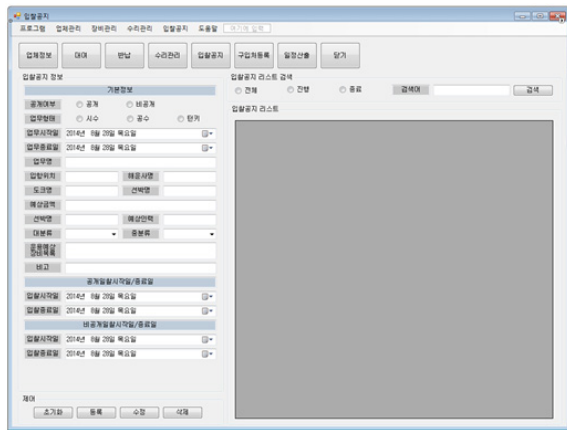 입찰공지
프로그램 업체관리 장비관리 수리관리 입찰공지 도움말 여기에 입력
업체정보 대여 반납 수리관리 입찰공지 구입처등록 일정산출 닫기
입찰공지 정보
기본정보
공개여부 공개 비공개
업무형태 시수 공수 턴키
업무시작일 2014년 8월 28일 목요일
업무종료일 2014년 8월 28일 목요일
업무명
입항위치 해운사명
도크명 선박명
예상금액
선박명 예상인력
대분류 중분류
운용예상
장비목록
비고
공개입찰시작일/종료일
입찰시작일 2014년 8월 28일 목요일
입찰종료일 2014년 8월 28일 목요일
비공개입찰시작일/종료일
입찰시작일 2014년 8월 28일 목요일
입찰종료일 2014년 8월 28일 목요일
제어
초기화 등록 수정 삭제
입찰공지 리스트 검색
전체 진행 종료 검색어 검색
입찰공지 리스트